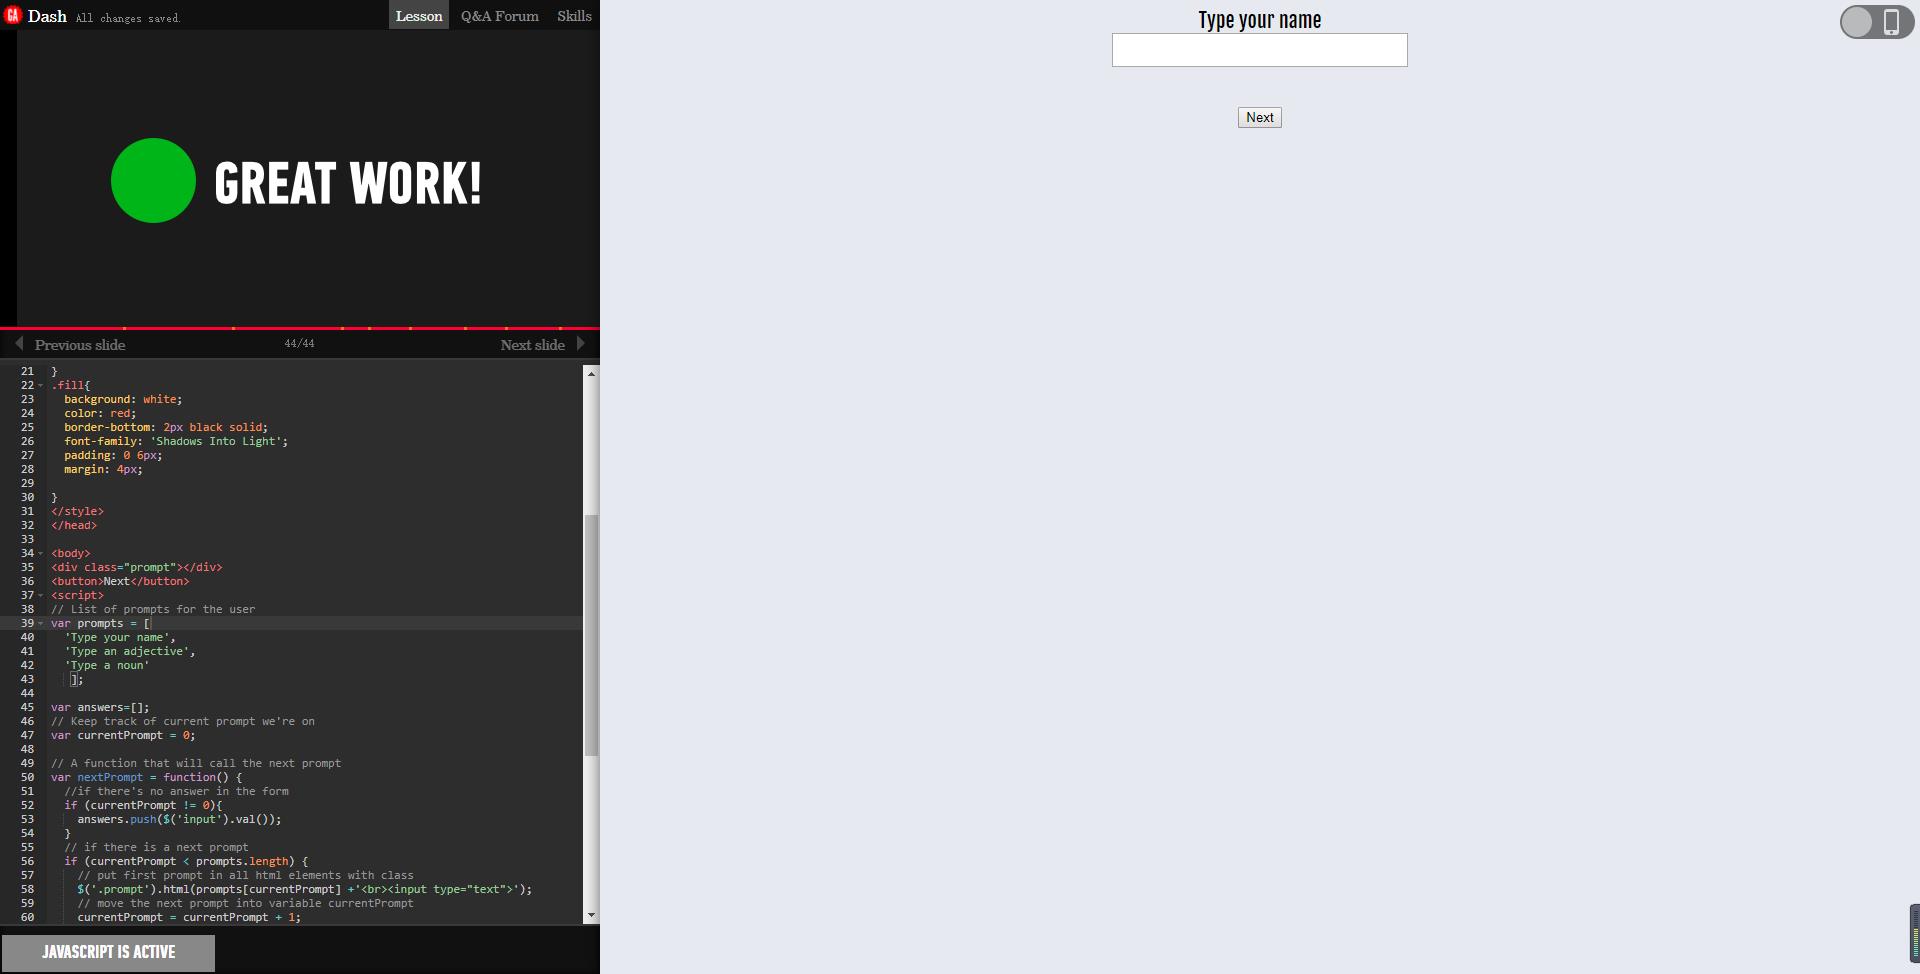 GA Dash All changes saved. Lesson Q&A Forum Skills
GREAT WORK!
Previous slide 44/44 Next slide
21 }
22 .fill{
23 background: white;
24 color: red;
25 border-bottom: 2px black solid;
26 font-family: 'Shadows Into Light';
27 padding: 0 6px;
28 margin: 4px;
29
30 }
31 </style>
32 </head>
33
34 <body>
35 <div class="prompt"></div>
36 <button>Next</button>
37 <script>
38 // List of prompts for the user
39 var prompts = [
40 'Type your name',
41 'Type an adjective',
42 'Type a noun'
43 ];
44
45 var answers=[];
46 // Keep track of current prompt we're on
47 var currentPrompt = 0;
48
49 // A function that will call the next prompt
50 var nextPrompt = function() {
51 //if there's no answer in the form
52 if (currentPrompt != 0){
53 answers.push($('input').val());
54 }
55 // if there is a next prompt
56 if (currentPrompt < prompts.length) {
57 // put first prompt in all html elements with class
58 $('.prompt').html(prompts[currentPrompt] +'<br><input type="text">');
59 // move the next prompt into variable currentPrompt
60 currentPrompt = currentPrompt + 1;
JAVASCRIPT IS ACTIVE
Type your name
Next